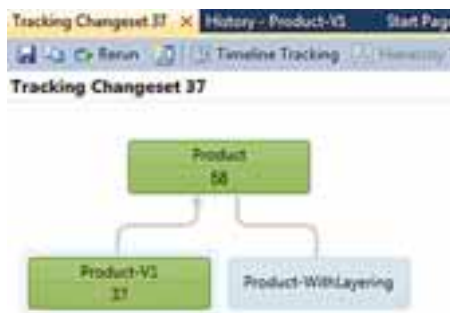 Tracking Changeset 37 × History - Product-V1 Start Page
Rerun Timeline Tracking Hierarchy
Tracking Changeset 37
Product
58
Product-V1
37
Product-WithLayering